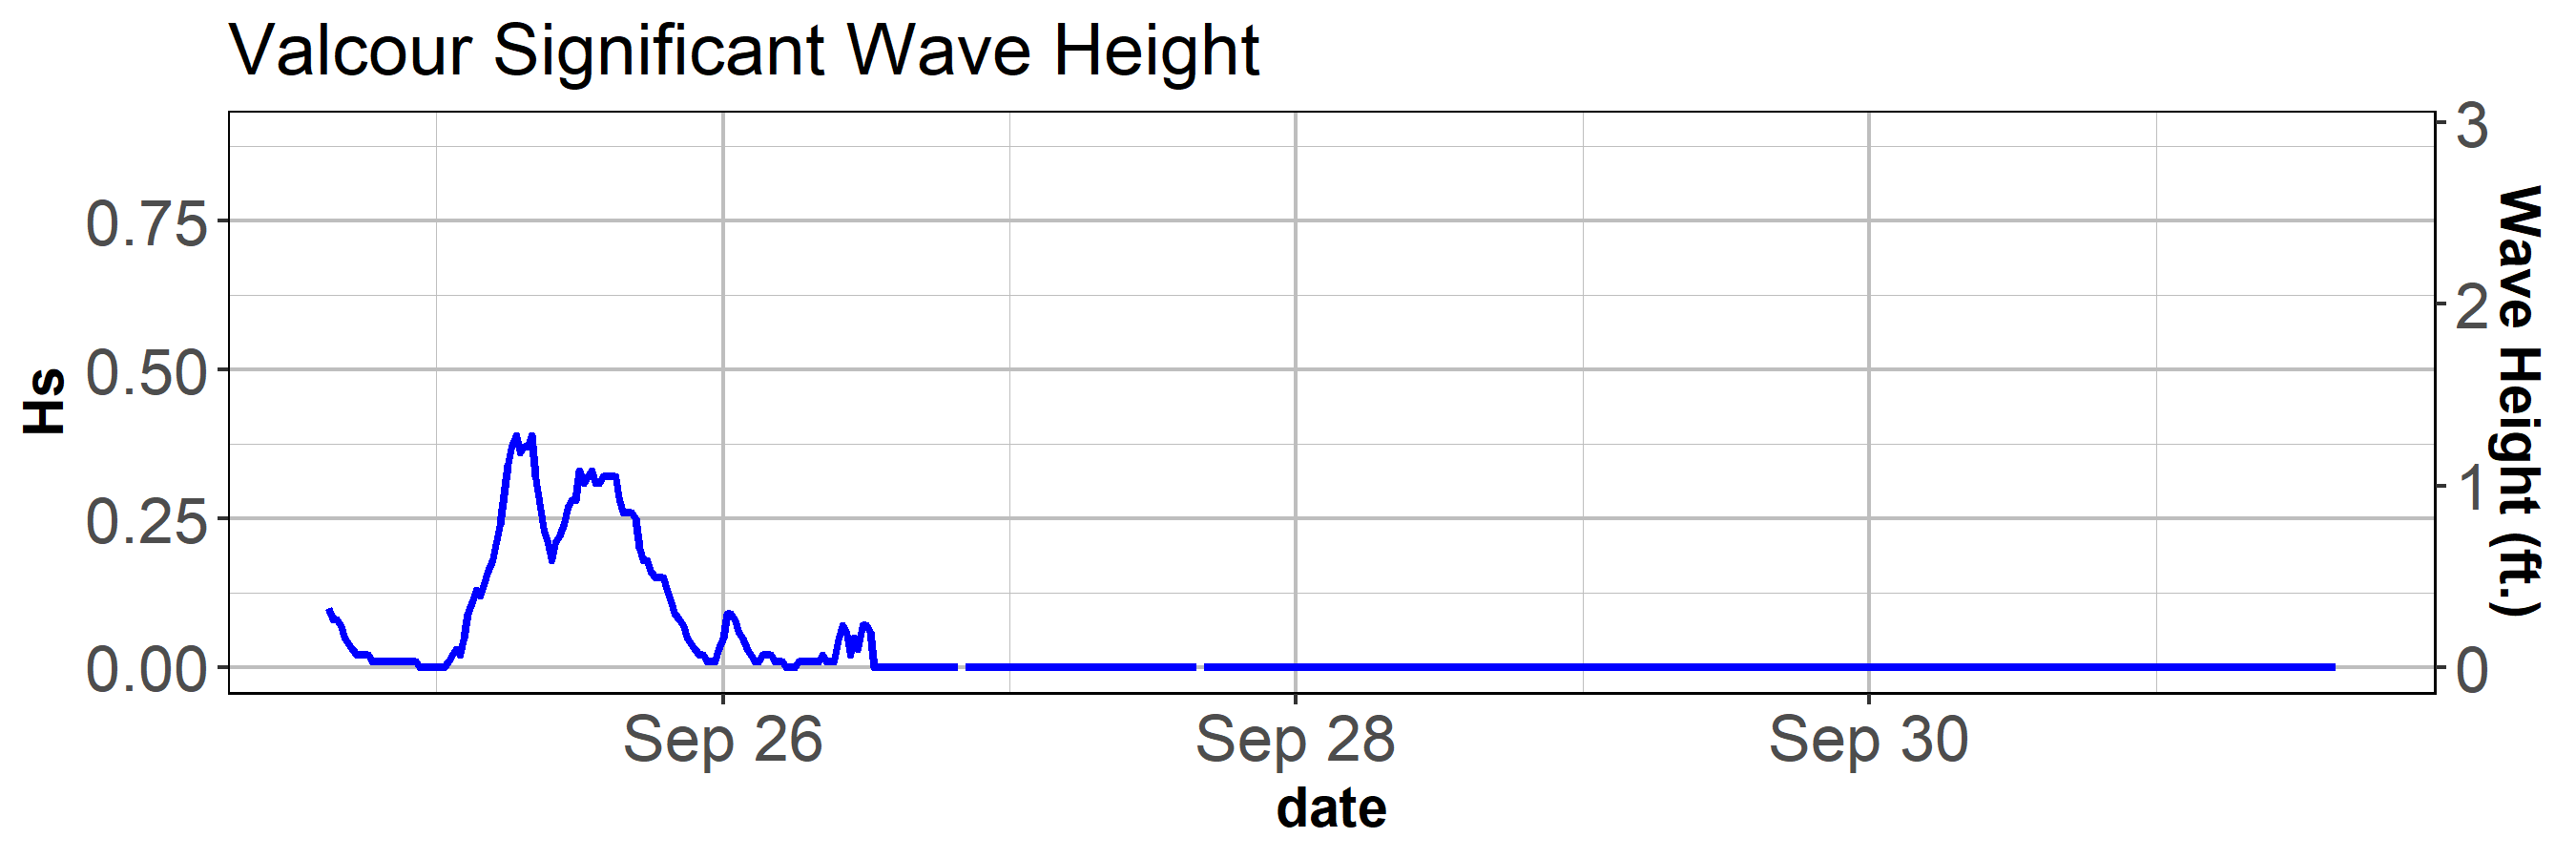 Valcour Significant Wave Height
Hs
0.75
0.50
0.25
0.00
3
2
1
0
Wave Height (ft.)
Sep 26
Sep 28
Sep 30
date